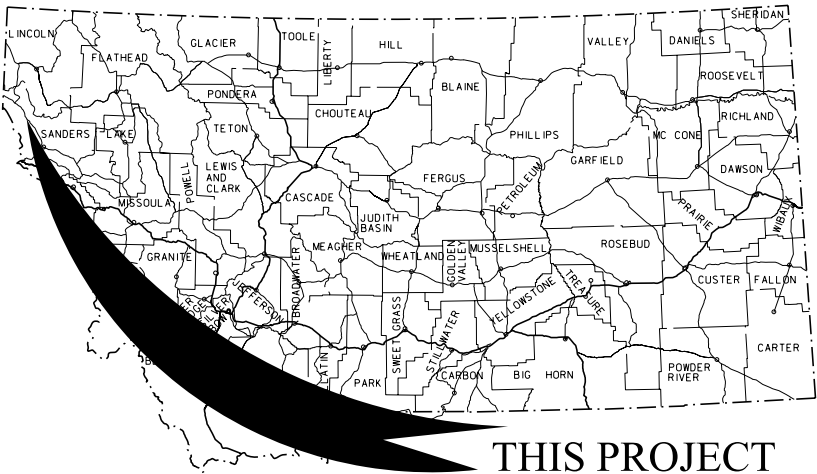 SHERIDAN
LINCOLN
GLACIER
TOOLE
LIBERTY
HILL
VALLEY
DANIELS
FLATHEAD
BLAINE
ROOSEVELT
PONDERA
CHOUTEAU
RICHLAND
SANDERS
LAKE
TETON
PHILLIPS
MC CONE
POWELL
LEWIS
AND
CLARK
GARFIELD
DAWSON
FERGUS
PETROLEUM
CASCADE
MISSOULA
JUDITH
BASIN
PRAIRIE
WIBAUX
MEAGHER
GRANITE
BROADWATER
WHEATLAND
GOLDEN
VALLEY
MUSSELSHELL
ROSEBUD
JEFFERSON
YELLOWSTONE
TREASURE
CUSTER
FALLON
SWEET GRASS
STILLWATER
CARTER
LATIN
PARK
CARBON
BIG HORN
POWDER
RIVER
THIS PROJECT